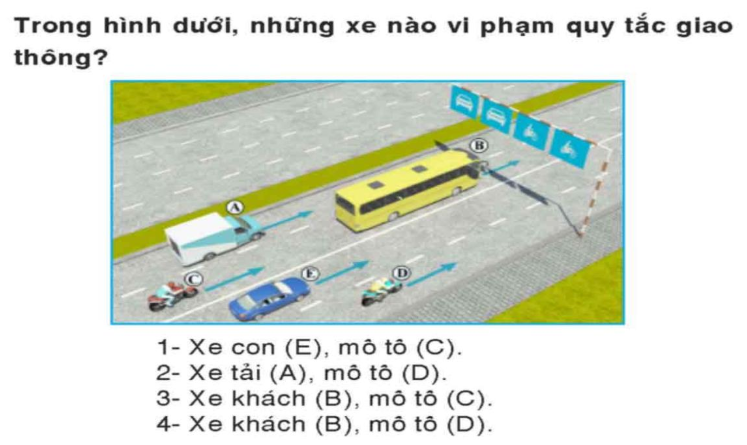 Trong hình dưới, những xe nào vi phạm quy tắc giao
thông?
B
A
C
E
D
1- Xe con (E), mô tô (C).
2- Xe tải (A), mô tô (D).
3- Xe khách (B), mô tô (C).
4- Xe khách (B), mô tô (D).